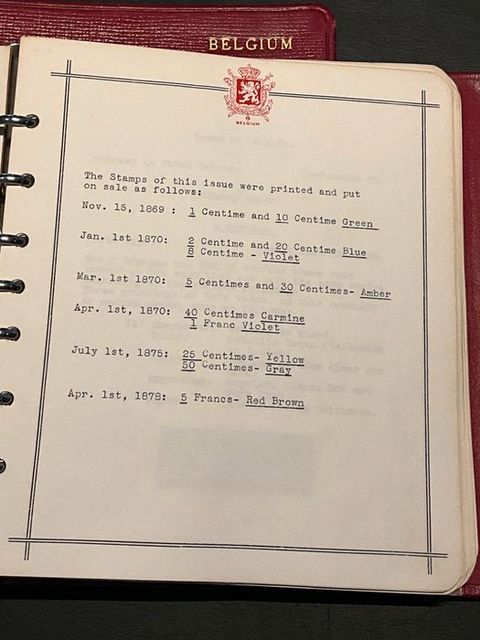 BELGIUM
BELGIUM
The Stamps of this issue were printed and put
on sale as follows:
Nov. 15, 1869 : 1 Centime and 10 Centime Green
Jan. 1st 1870: 2 Centime and 20 Centime Blue
8 Centime - Violet
Mar. 1st 1870: 5 Centimes and 30 Centimes- Amber
Apr. 1st, 1870: 40 Centimes Carmine
1 Franc Violet
July 1st, 1875: 25 Centimes- Yellow
50 Centimes- Gray
Apr. 1st, 1878: 5 Francs- Red Brown